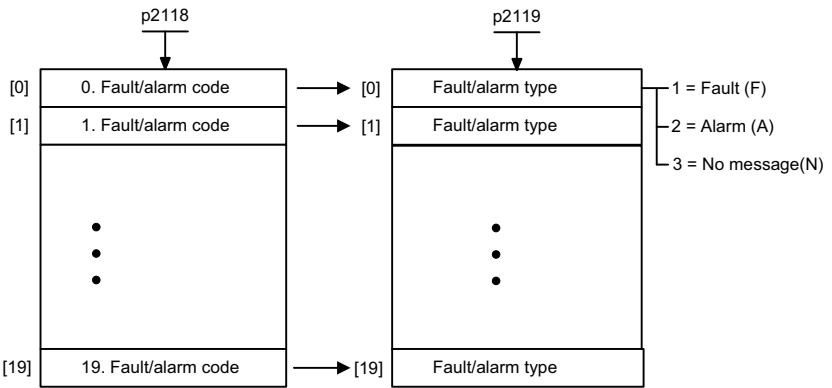 p2118 p2119
[0] 0. Fault/alarm code [0] Fault/alarm type 1 = Fault (F)
[1] 1. Fault/alarm code [1] Fault/alarm type 2 = Alarm (A)
3 = No message(N)
[19] 19. Fault/alarm code [19] Fault/alarm type